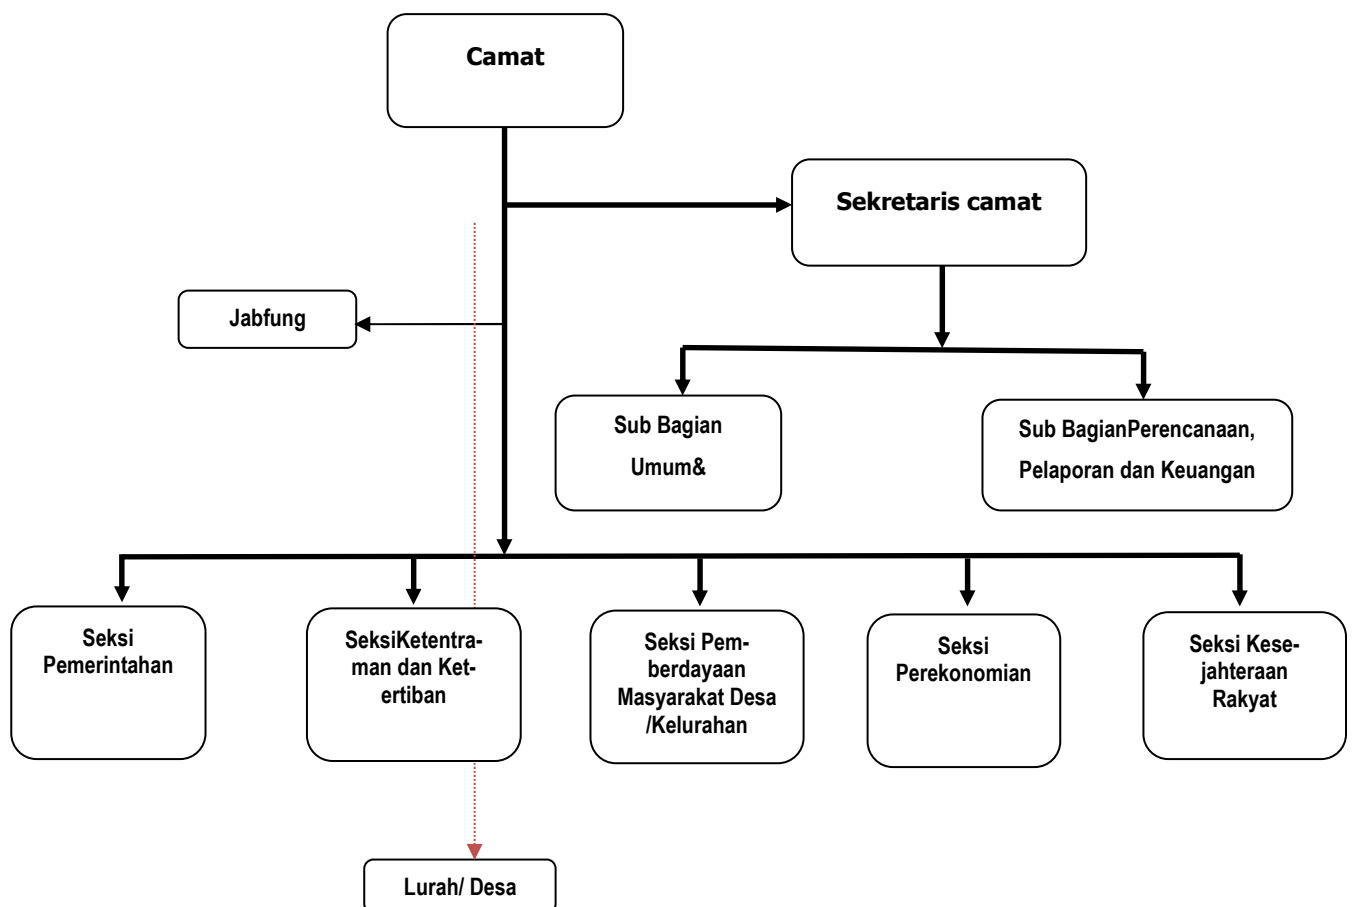 Camat
Sekretaris camat
Jabfung
Sub Bagian
Umum&
Sub BagianPerencanaan,
Pelaporan dan Keuangan
Seksi
Pemerintahan
SeksiKetentra-
man dan Ket-
ertiban
Seksi Pem-
berdayaan
Masyarakat Desa
/Kelurahan
Seksi
Perekonomian
Seksi Kese-
jahteraan
Rakyat
Lurah/ Desa